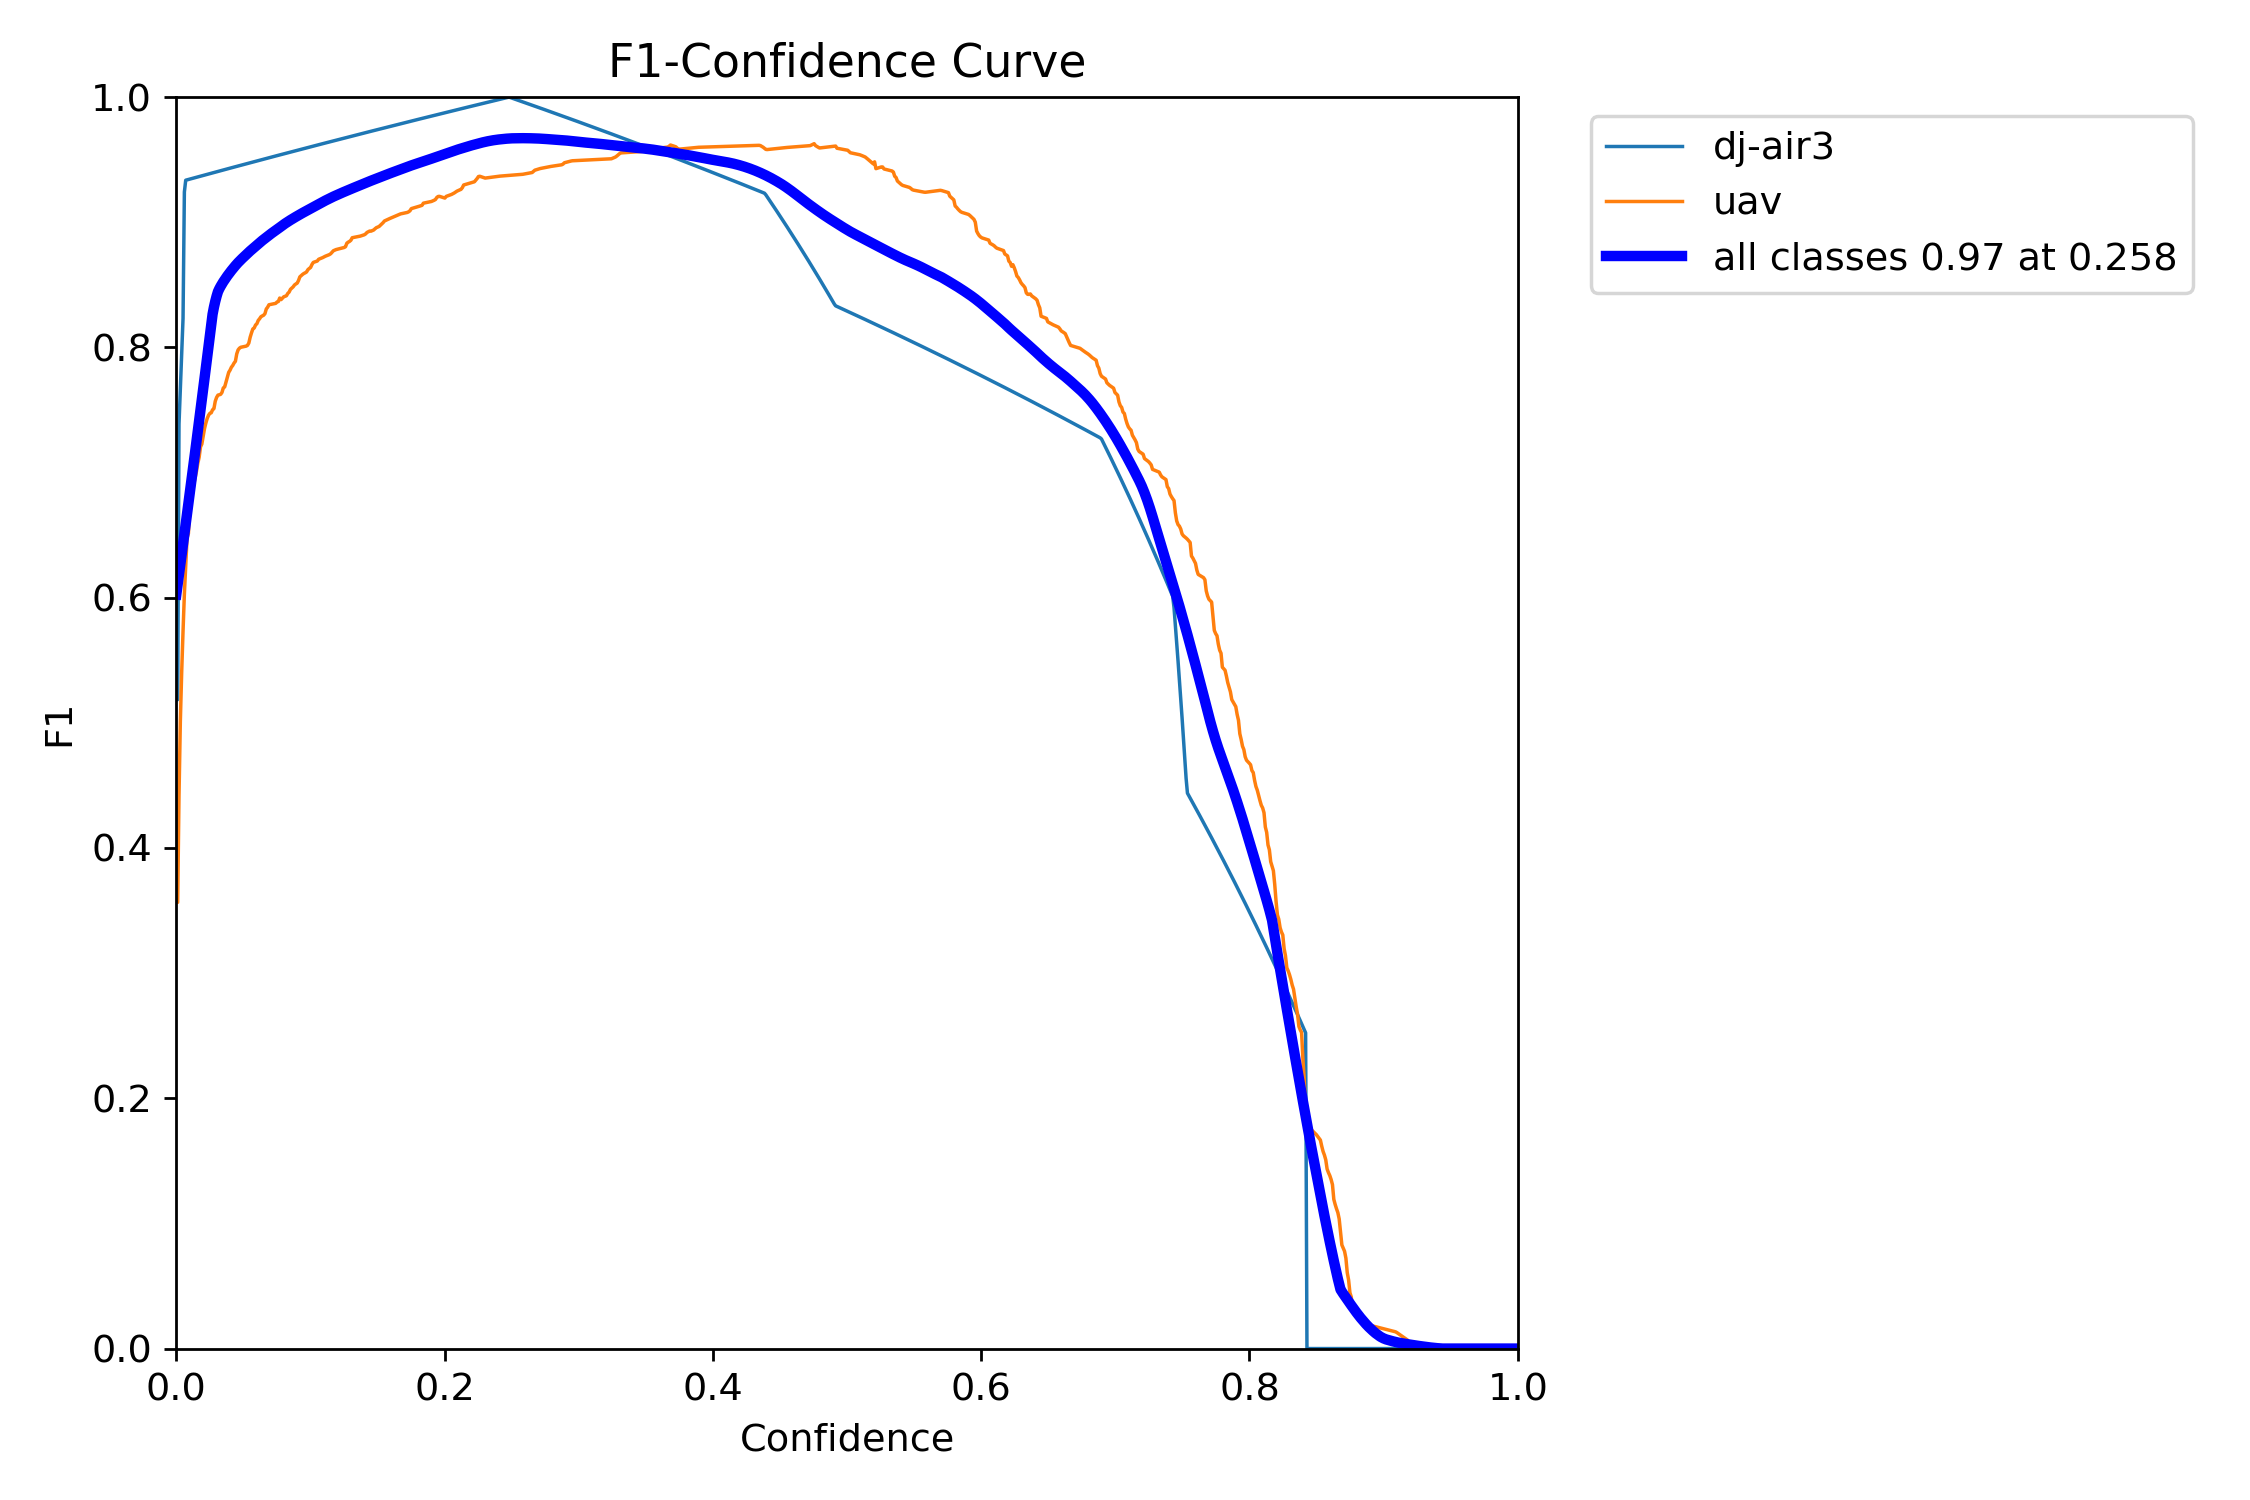 F1-Confidence Curve
1.0
0.8
0.6
0.4
0.2
0.0
F1
0.0 0.2 0.4 0.6 0.8 1.0
Confidence
dj-air3
uav
all classes 0.97 at 0.258